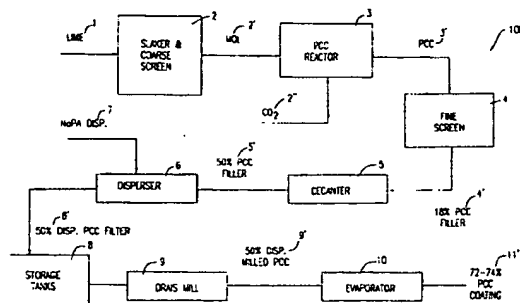 1
LIME
2
SLAKER &
COARSE
SCREEN
2'
MOL
3
PCC
REACTOR
3'
PCC
10
CO2
2"
4
FINE
SCREEN
4'
18% PCC
FILLER
7
NaPA DISP.
6
DISPERSER
5'
50% PCC
FILLER
5
DECANTER
6'
50% DISP. PCC FILTER
8
STORAGE
TANKS
9
DRAIS MILL
9'
50% DISP.
MILLED PCC
10
EVAPORATOR
11'
72-74%
PCC
COATING